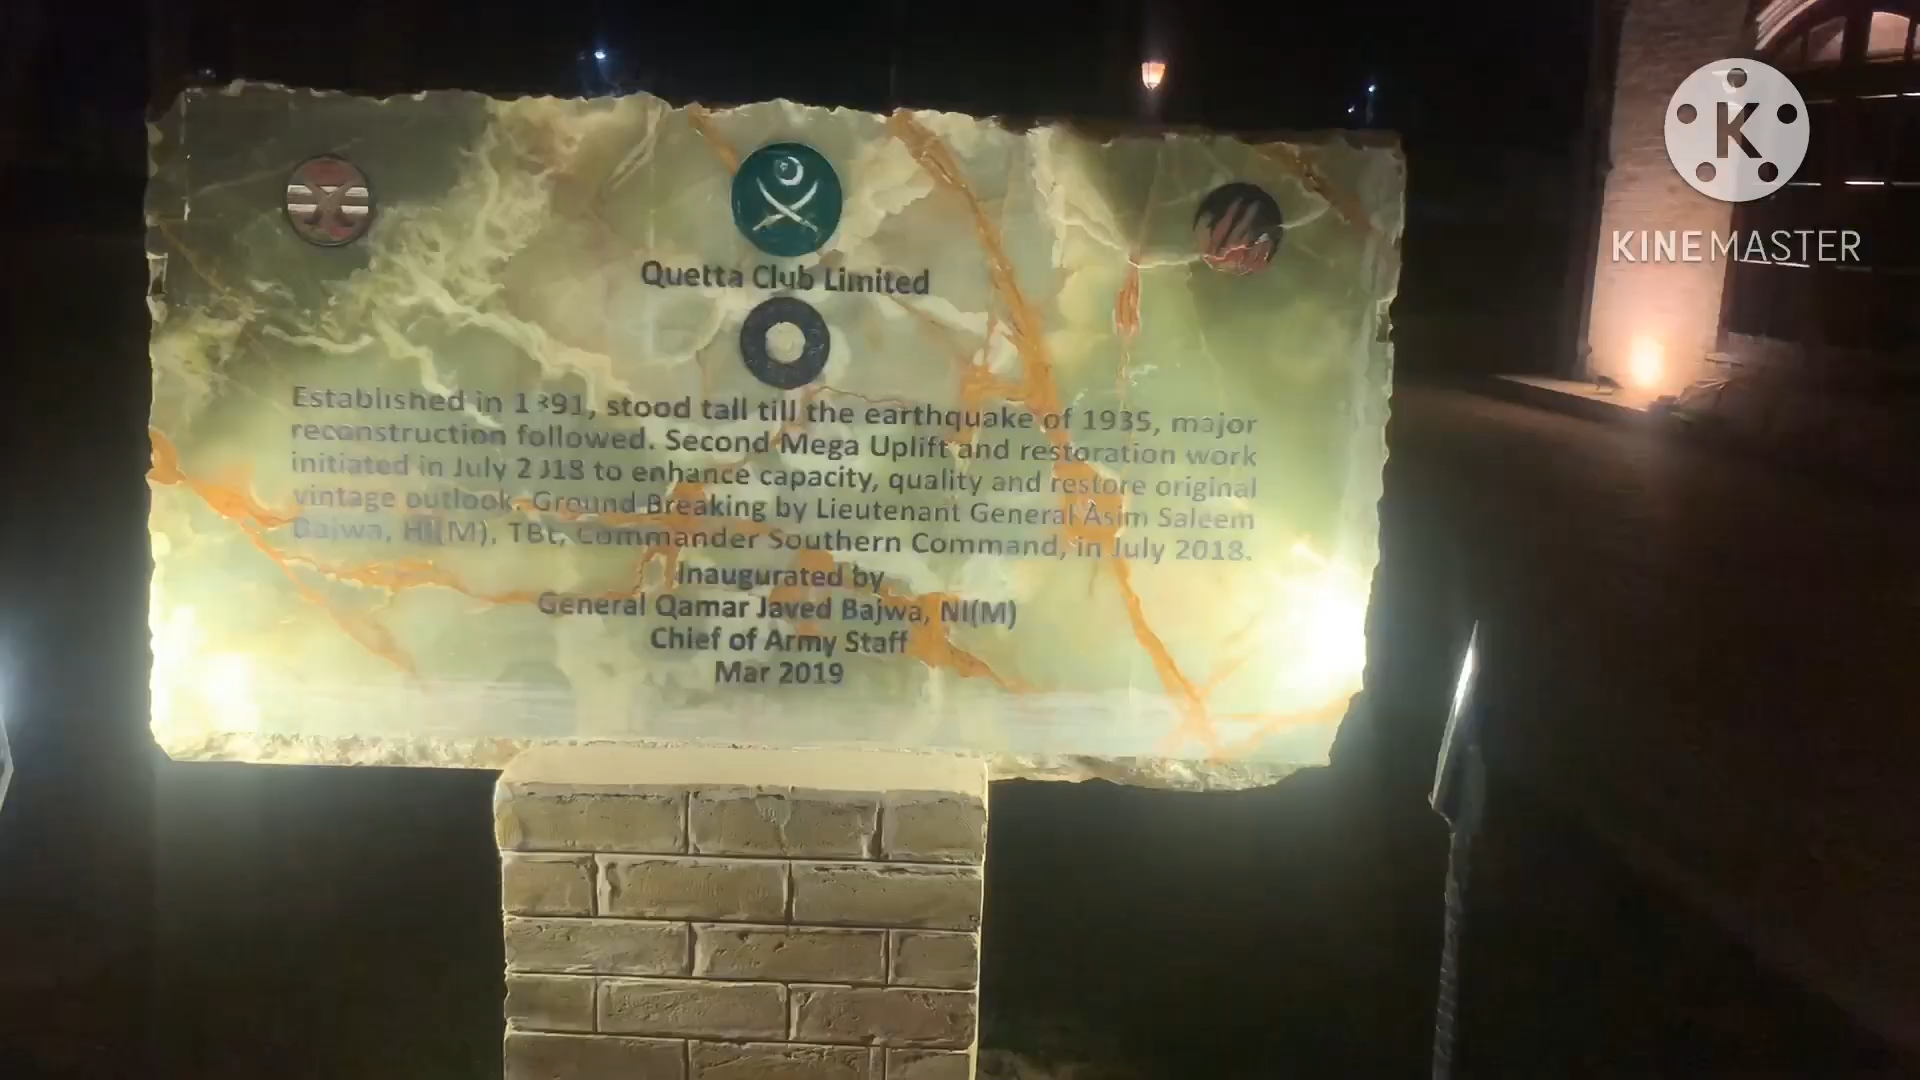 Quetta Club Limited
Established in 1891, stood tall till the earthquake of 1935, major
reconstruction followed. Second Mega Uplift and restoration work
initiated in July 2018 to enhance capacity, quality and restore original
vintage outlook. Ground Breaking by Lieutenant General Asim Saleem
Bajwa, HI(M), TBt, Commander Southern Command, in July 2018.
Inaugurated by
General Qamar Javed Bajwa, NI(M)
Chief of Army Staff
Mar 2019
K
KINEMASTER